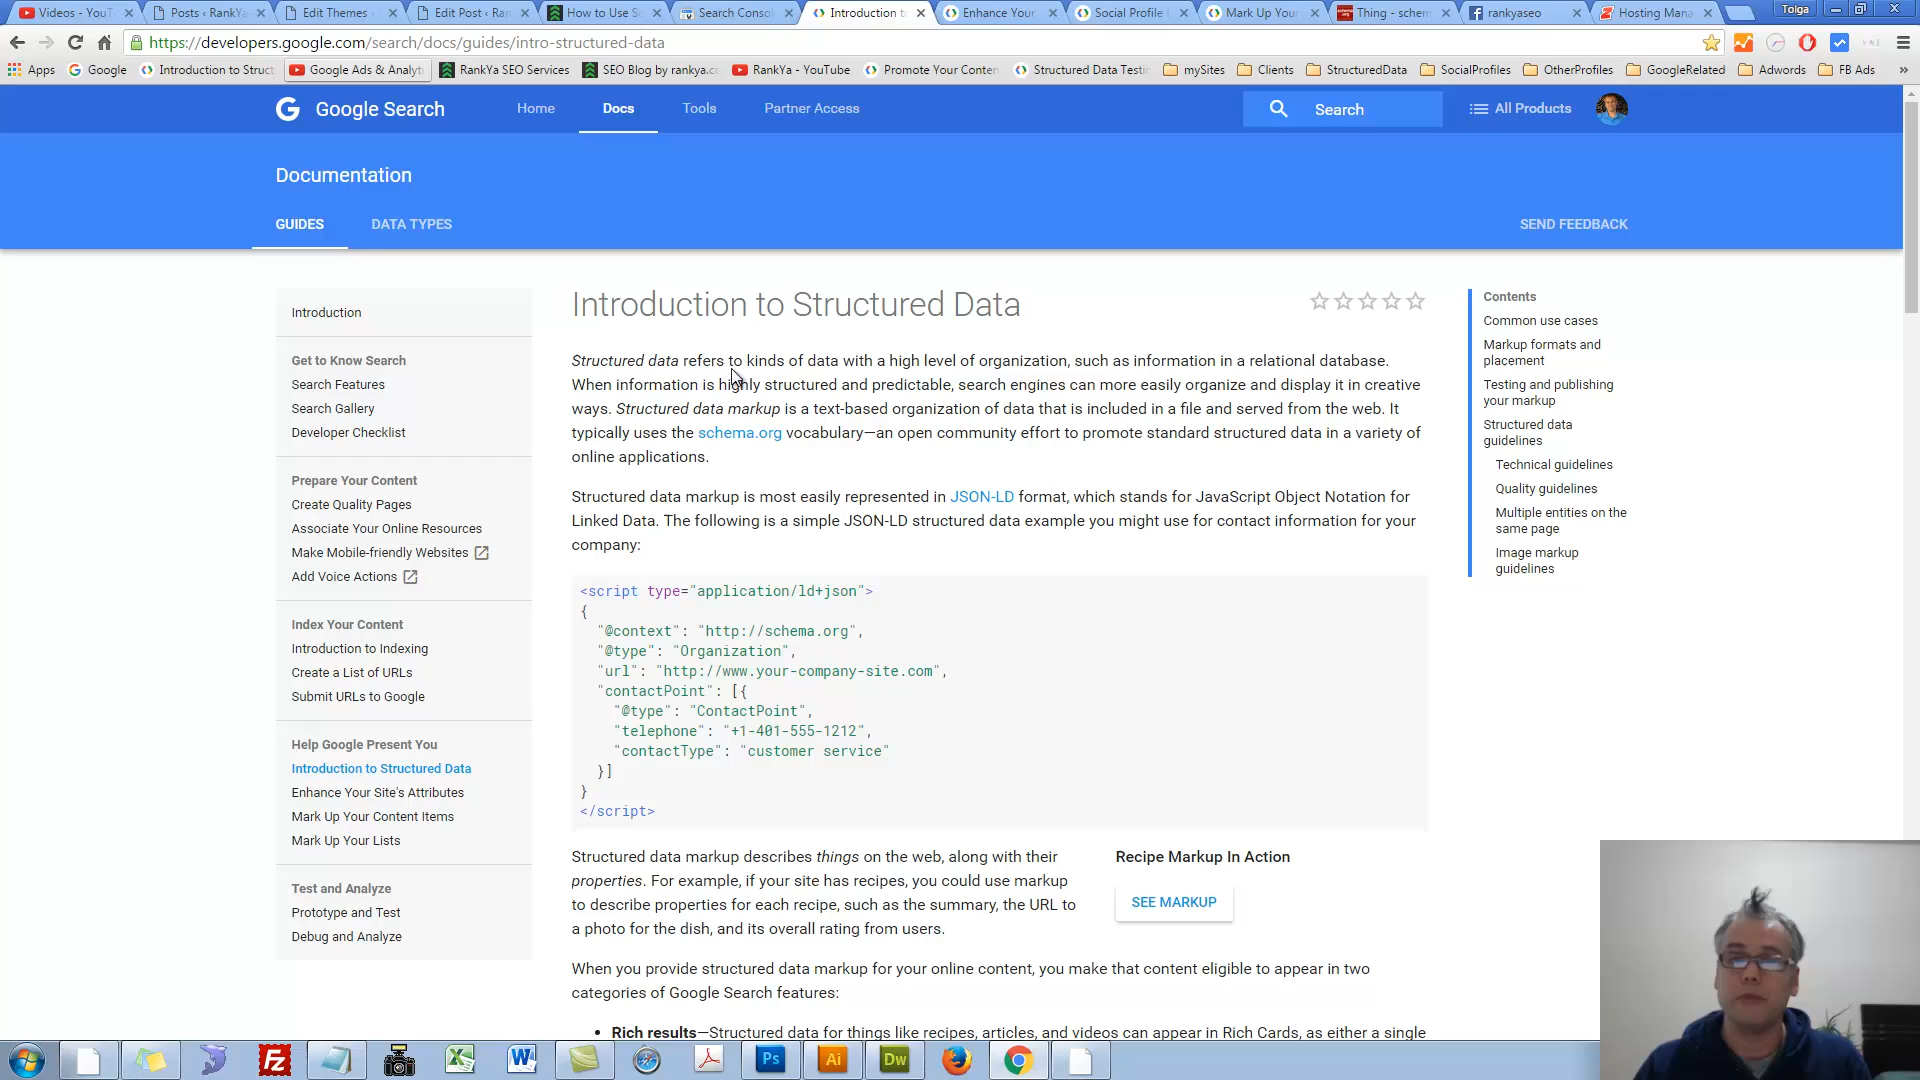 Videos - YouT
Posts ‹ RankY
Edit Themes
Edit Post ‹ Ra
How to Use S
Search Conso
Introduction t
Enhance Your
Social Profile
Mark Up Your
Thing - schem
rankyaseo
Hosting Mana
Tolga
https://developers.google.com/search/docs/guides/intro-structured-data
Apps
Google
Introduction to Struct
Google Ads & Analyt
RankYa SEO Services
SEO Blog by rankya.co
RankYa - YouTube
Promote Your Conten
Structured Data Testi
mySites
Clients
StructuredData
SocialProfiles
OtherProfiles
GoogleRelated
Adwords
FB Ads
»
Google Search
Home
Docs
Tools
Partner Access
Search
All Products
Documentation
GUIDES
DATA TYPES
SEND FEEDBACK
Introduction
Get to Know Search
Search Features
Search Gallery
Developer Checklist
Prepare Your Content
Create Quality Pages
Associate Your Online Resources
Make Mobile-friendly Websites
Add Voice Actions
Index Your Content
Introduction to Indexing
Create a List of URLs
Submit URLs to Google
Help Google Present You
Introduction to Structured Data
Enhance Your Site's Attributes
Mark Up Your Content Items
Mark Up Your Lists
Test and Analyze
Prototype and Test
Debug and Analyze
Introduction to Structured Data
Structured data refers to kinds of data with a high level of organization, such as information in a relational database.
When information is highly structured and predictable, search engines can more easily organize and display it in creative
ways. Structured data markup is a text-based organization of data that is included in a file and served from the web. It
typically uses the schema.org vocabulary—an open community effort to promote standard structured data in a variety of
online applications.
Structured data markup is most easily represented in JSON-LD format, which stands for JavaScript Object Notation for
Linked Data. The following is a simple JSON-LD structured data example you might use for contact information for your
company:
<script type="application/ld+json">
{
"@context": "http://schema.org",
"@type": "Organization",
"url": "http://www.your-company-site.com",
"contactPoint": [{
"@type": "ContactPoint",
"telephone": "+1-401-555-1212",
"contactType": "customer service"
}]
}
</script>
Structured data markup describes things on the web, along with their
properties. For example, if your site has recipes, you could use markup
to describe properties for each recipe, such as the summary, the URL to
a photo for the dish, and its overall rating from users.
Recipe Markup In Action
SEE MARKUP
When you provide structured data markup for your online content, you make that content eligible to appear in two
categories of Google Search features:
• Rich results—Structured data for things like recipes, articles, and videos can appear in Rich Cards, as either a single
Contents
Common use cases
Markup formats and
placement
Testing and publishing
your markup
Structured data
guidelines
Technical guidelines
Quality guidelines
Multiple entities on the
same page
Image markup
guidelines
Fz
Ps
Ai
Dw